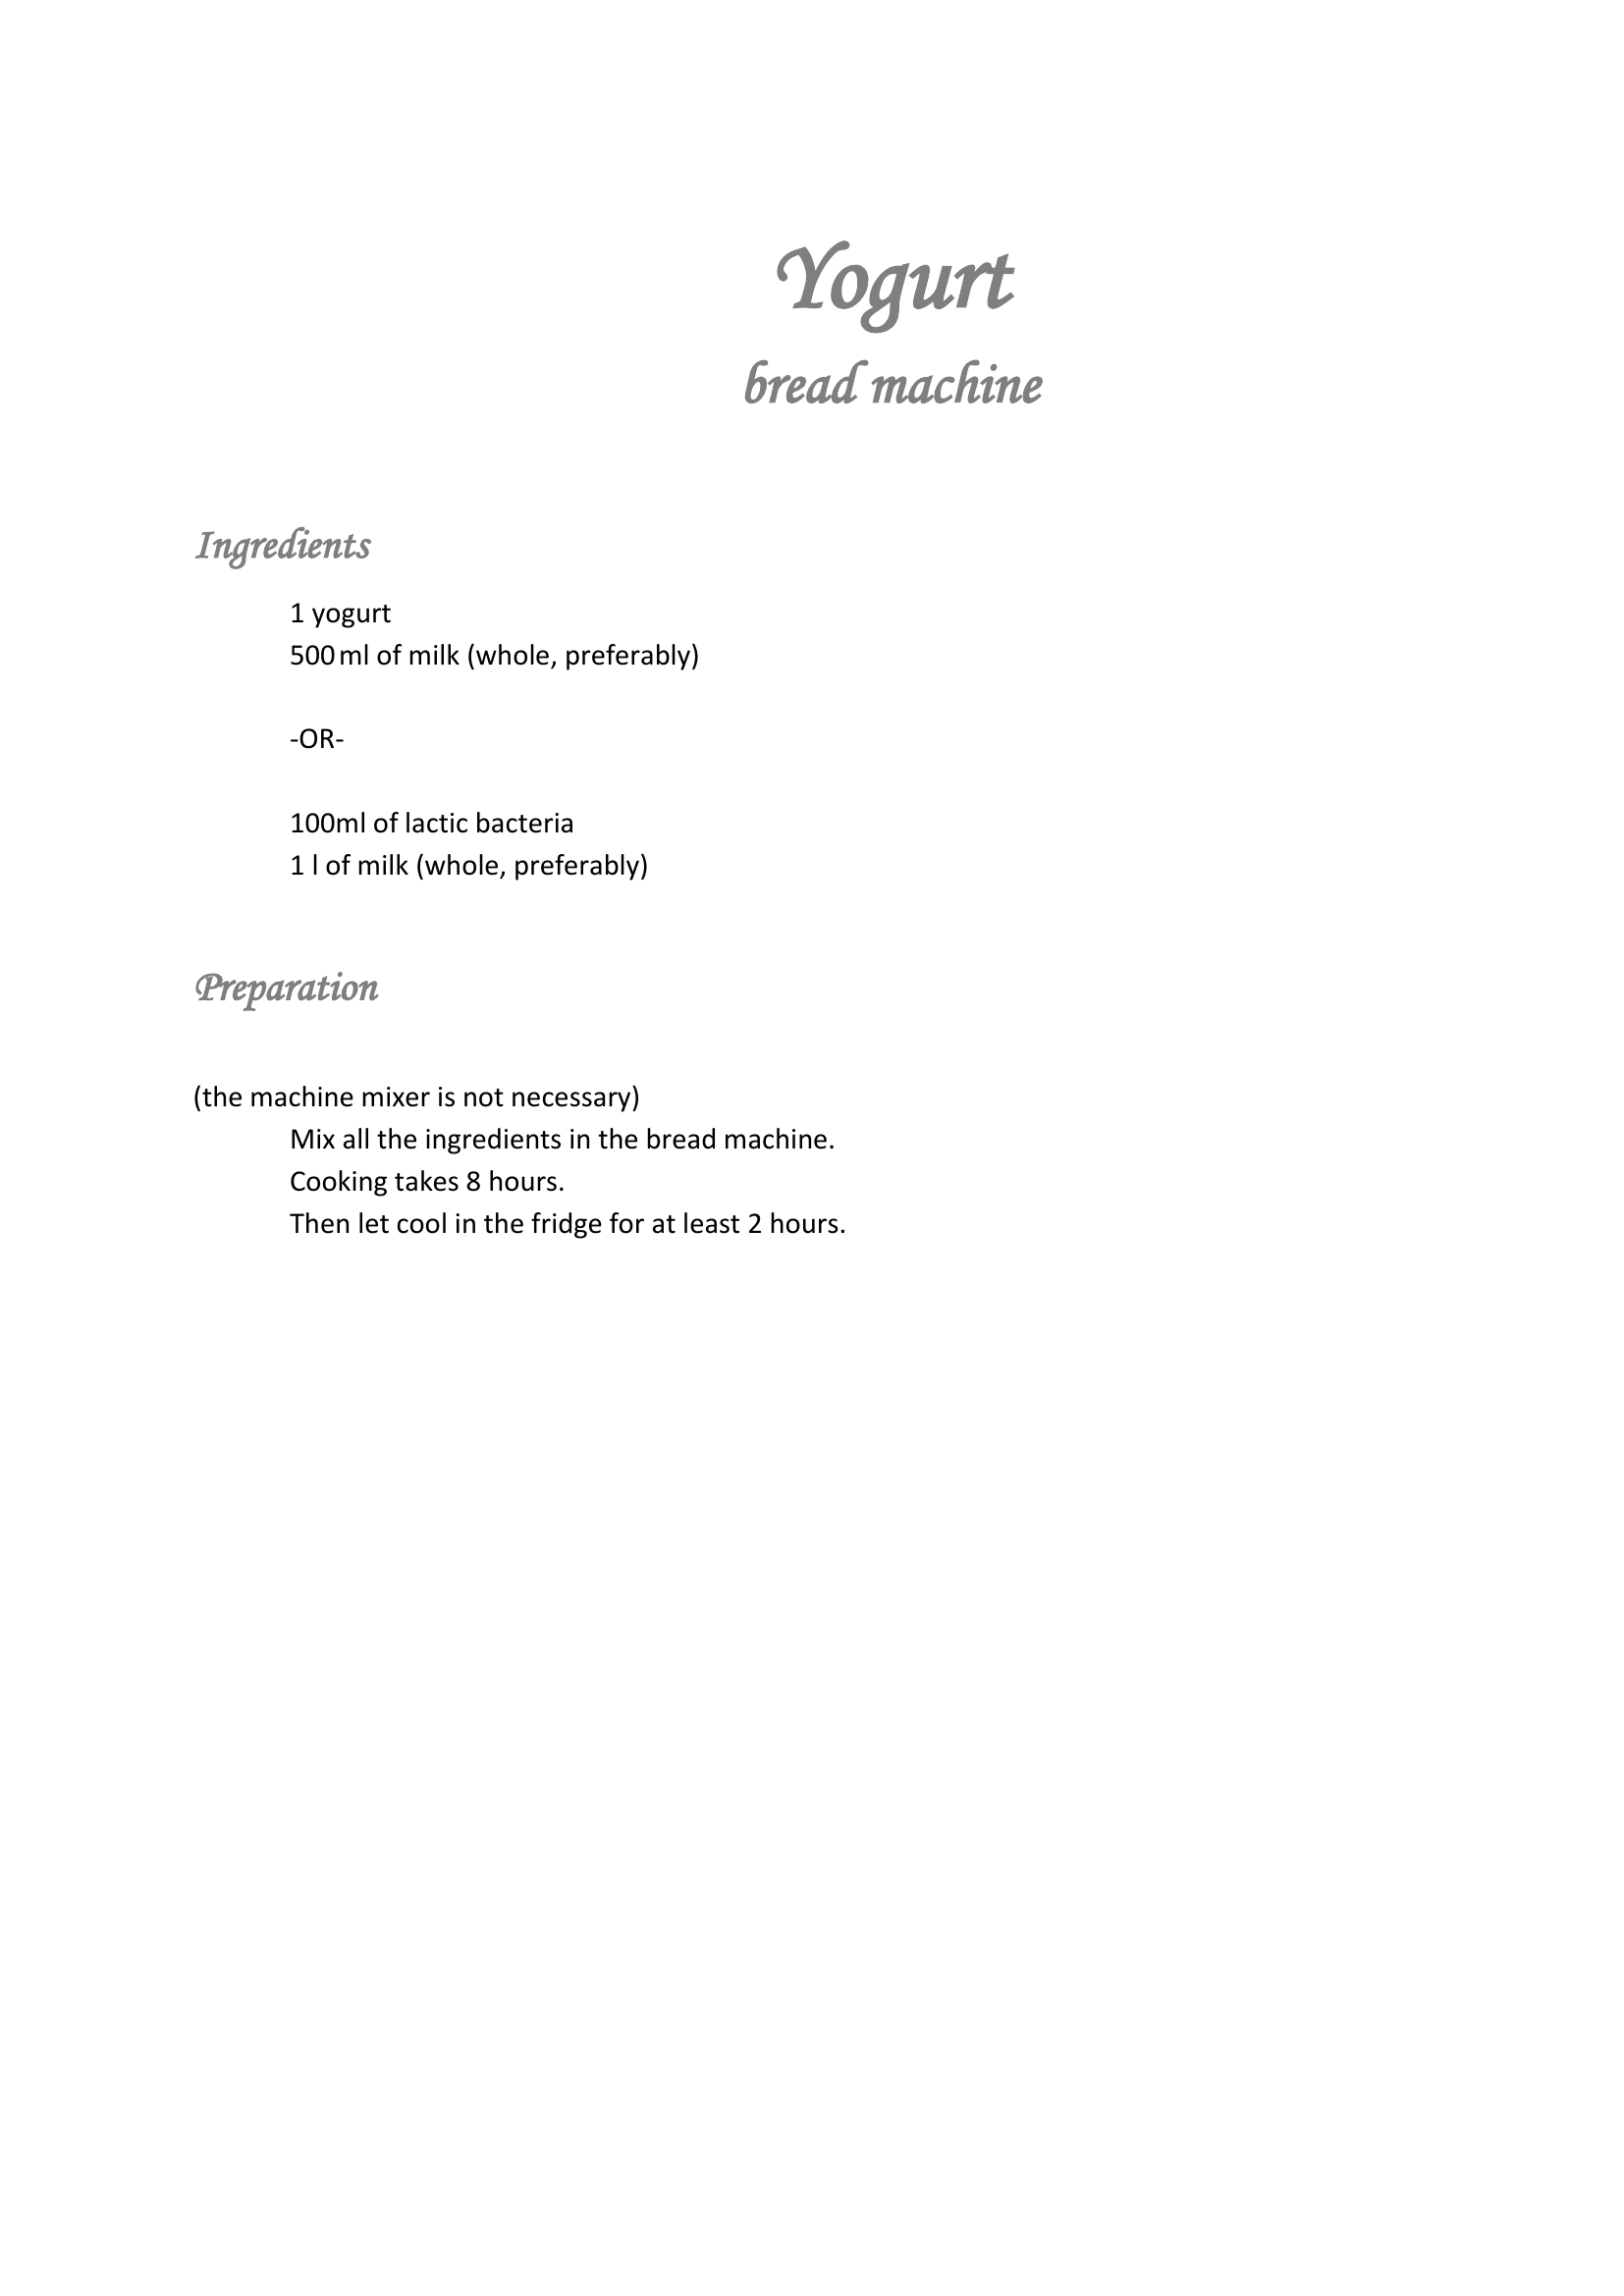 Yogurt
bread machine
Ingredients
1 yogurt
500 ml of milk (whole, preferably)
-OR-
100ml of lactic bacteria
1 l of milk (whole, preferably)
Preparation
(the machine mixer is not necessary)
Mix all the ingredients in the bread machine.
Cooking takes 8 hours.
Then let cool in the fridge for at least 2 hours.